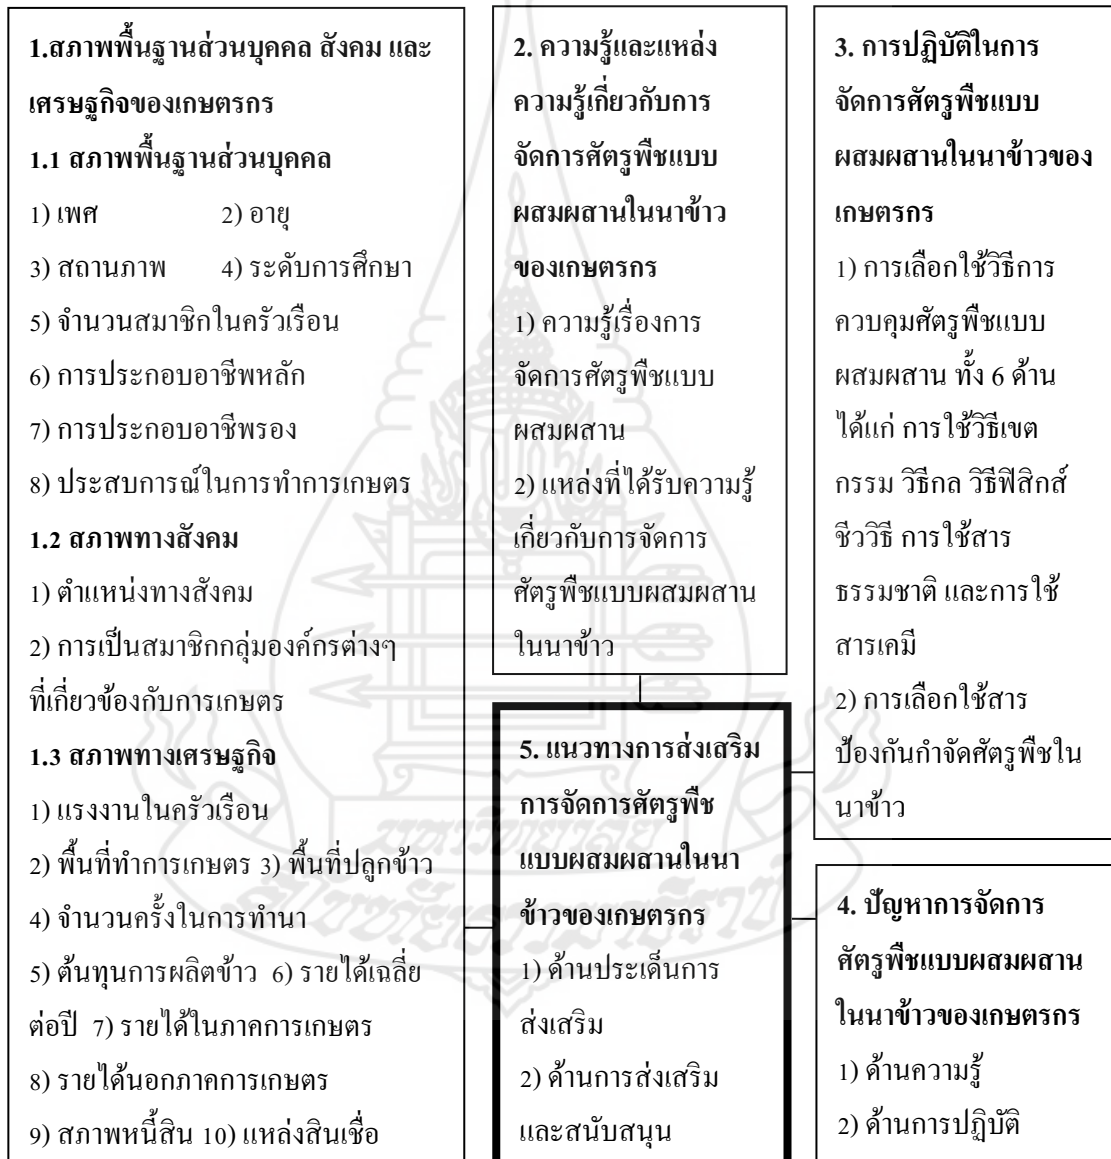 1.สภาพพื้นฐานส่วนบุคคล สังคม และ
เศรษฐกิจของเกษตรกร
1.1 สภาพพื้นฐานส่วนบุคคล
1) เพศ 2) อายุ
3) สถานภาพ 4) ระดับการศึกษา
5) จำนวนสมาชิกในครัวเรือน
6) การประกอบอาชีพหลัก
7) การประกอบอาชีพรอง
8) ประสบการณ์ในการทำการเกษตร
1.2 สภาพทางสังคม
1) ตำแหน่งทางสังคม
2) การเป็นสมาชิกกลุ่มองค์กรต่างๆ
ที่เกี่ยวข้องกับการเกษตร
1.3 สภาพทางเศรษฐกิจ
1) แรงงานในครัวเรือน
2) พื้นที่ทำการเกษตร 3) พื้นที่ปลูกข้าว
4) จำนวนครั้งในการทำนา
5) ต้นทุนการผลิตข้าว 6) รายได้เฉลี่ย
ต่อปี 7) รายได้ในภาคการเกษตร
8) รายได้นอกภาคการเกษตร
9) สภาพหนี้สิน 10) แหล่งสินเชื่อ
2. ความรู้และแหล่ง
ความรู้เกี่ยวกับการ
จัดการศัตรูพืชแบบ
ผสมผสานในนาข้าว
ของเกษตรกร
1) ความรู้เรื่องการ
จัดการศัตรูพืชแบบ
ผสมผสาน
2) แหล่งที่ได้รับความรู้
เกี่ยวกับการจัดการ
ศัตรูพืชแบบผสมผสาน
ในนาข้าว
3. การปฏิบัติในการ
จัดการศัตรูพืชแบบ
ผสมผสานในนาข้าวของ
เกษตรกร
1) การเลือกใช้วิธีการ
ควบคุมศัตรูพืชแบบ
ผสมผสาน ทั้ง 6 ด้าน
ได้แก่ การใช้วิธีเขต
กรรม วิธีกล วิธีฟิสิกส์
ชีววิธี การใช้สาร
ธรรมชาติ และการใช้
สารเคมี
2) การเลือกใช้สาร
ป้องกันกำจัดศัตรูพืชใน
นาข้าว
5. แนวทางการส่งเสริม
การจัดการศัตรูพืช
แบบผสมผสานในนา
ข้าวของเกษตรกร
1) ด้านประเด็นการ
ส่งเสริม
2) ด้านการส่งเสริม
และสนับสนุน
4. ปัญหาการจัดการ
ศัตรูพืชแบบผสมผสาน
ในนาข้าวของเกษตรกร
1) ด้านความรู้
2) ด้านการปฏิบัติ
มหาวิทยาลัย
สุโขทัยธรรมาธิราช